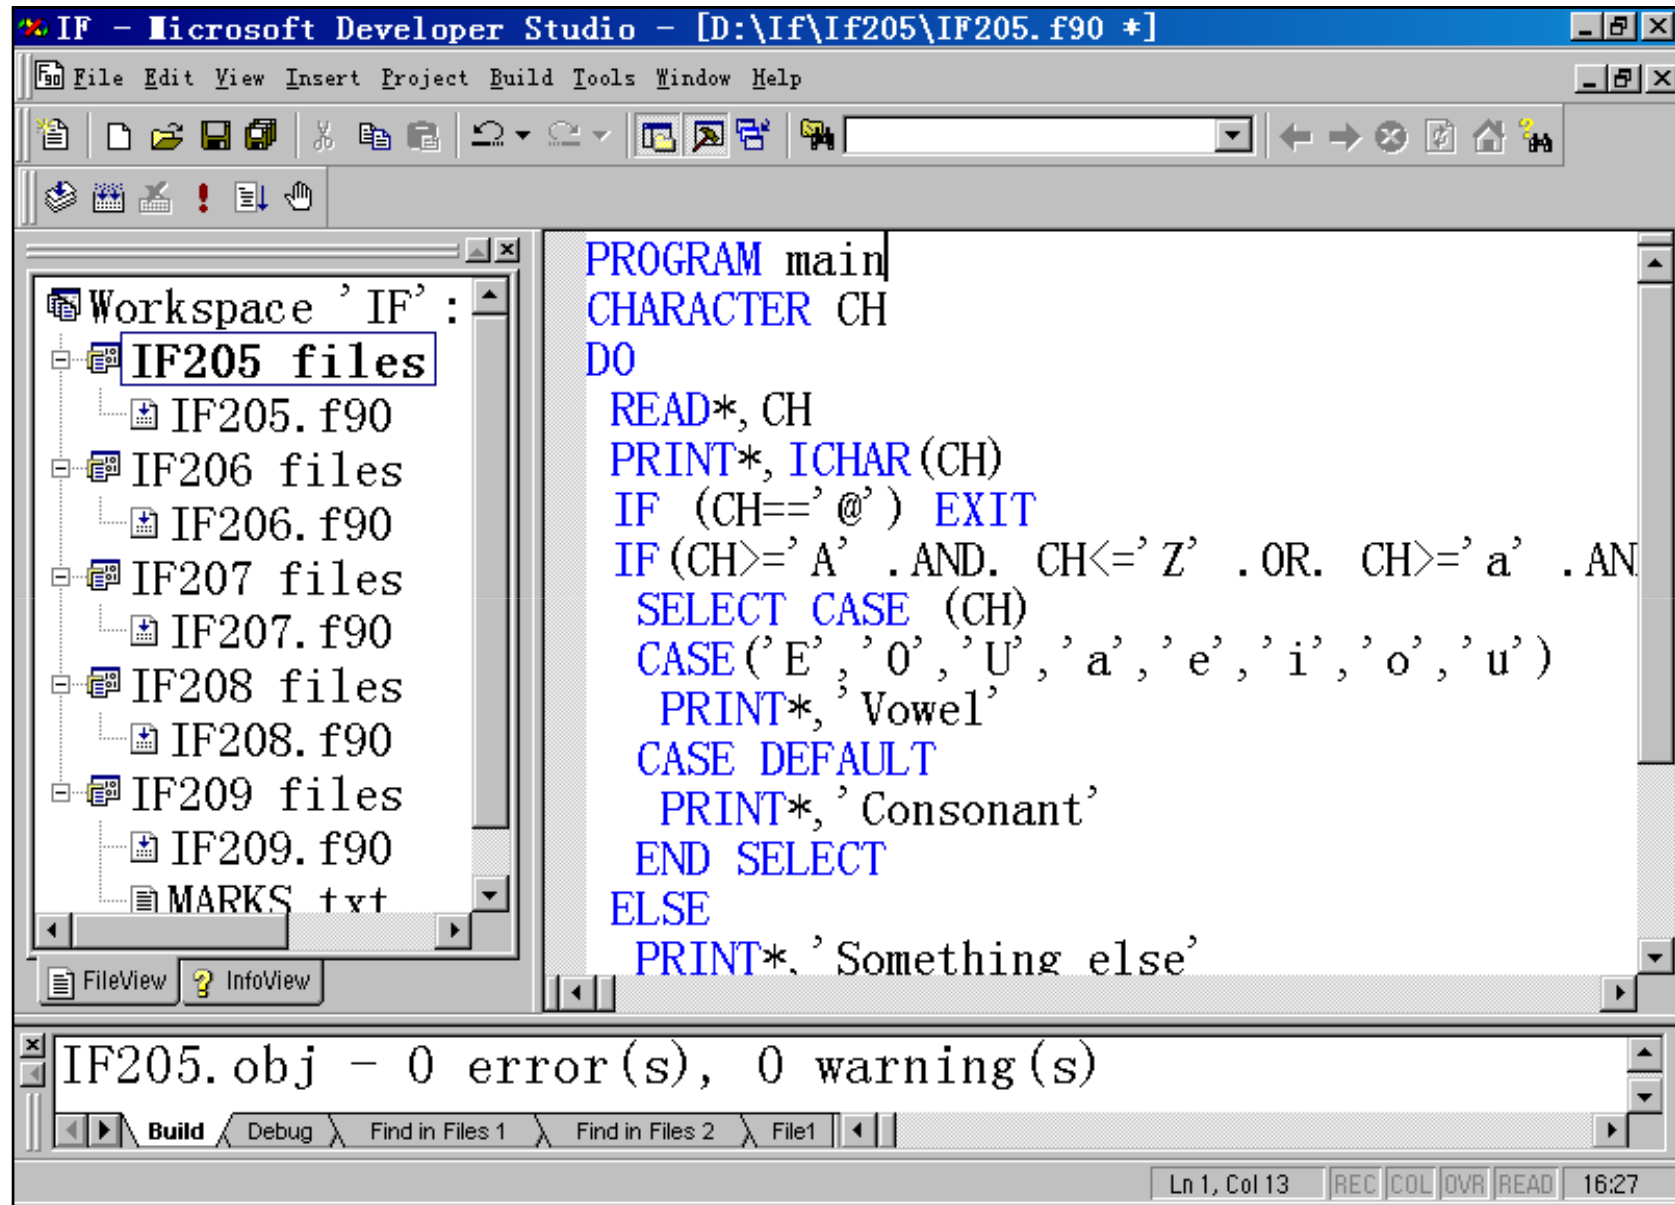 IF - Microsoft Developer Studio - [D:\If\If205\IF205.f90 *]
File Edit View Insert Project Build Tools Window Help
Workspace 'IF':
IF205 files
IF205.f90
IF206 files
IF206.f90
IF207 files
IF207.f90
IF208 files
IF208.f90
IF209 files
IF209.f90
MARKS.txt
FileView InfoView
PROGRAM main
CHARACTER CH
DO
READ*,CH
PRINT*,ICHAR(CH)
IF (CH=='@') EXIT
IF(CH>='A' .AND. CH<='Z' .OR. CH>='a' .AN
SELECT CASE (CH)
CASE('E','O','U','a','e','i','o','u')
PRINT*,'Vowel'
CASE DEFAULT
PRINT*,'Consonant'
END SELECT
ELSE
PRINT*,'Something else'
IF205.obj - 0 error(s), 0 warning(s)
Build Debug Find in Files 1 Find in Files 2 File1
Ln 1, Col 13 REC COL OVR READ 16:27